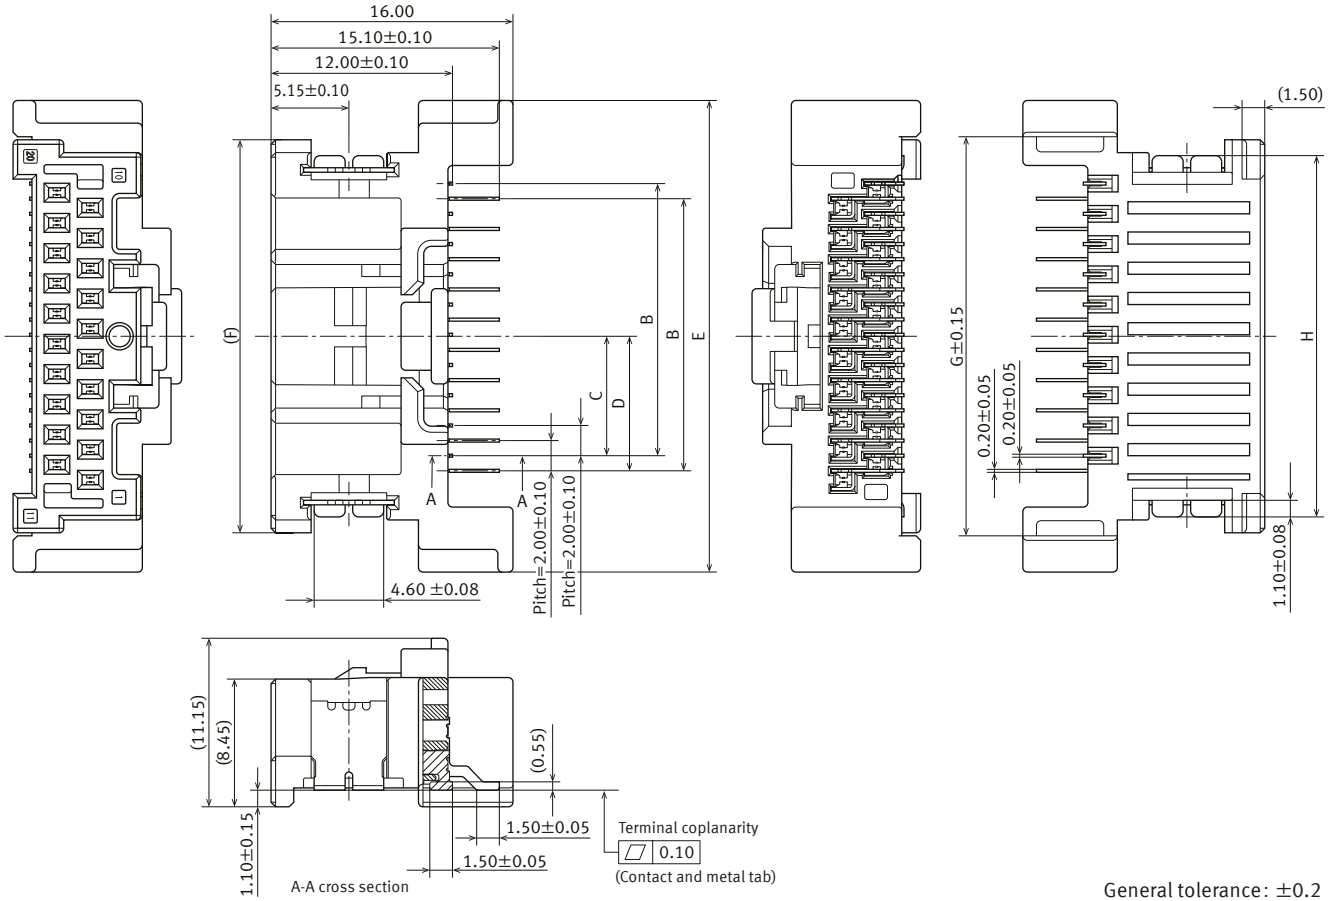 16.00
15.10±0.10
12.00±0.10
5.15±0.10
(1.50)
20
10
1
11
(F)
B
B
E
C
D
A
A
Pitch=2.00±0.10
Pitch=2.00±0.10
4.60 ±0.08
G±0.15
H
0.20±0.05
0.20±0.05
1.10±0.08
(11.15)
(8.45)
(0.55)
1.10±0.15
1.50±0.05
1.50±0.05
Terminal coplanarity
0.10
(Contact and metal tab)
A-A cross section
General tolerance: ±0.2